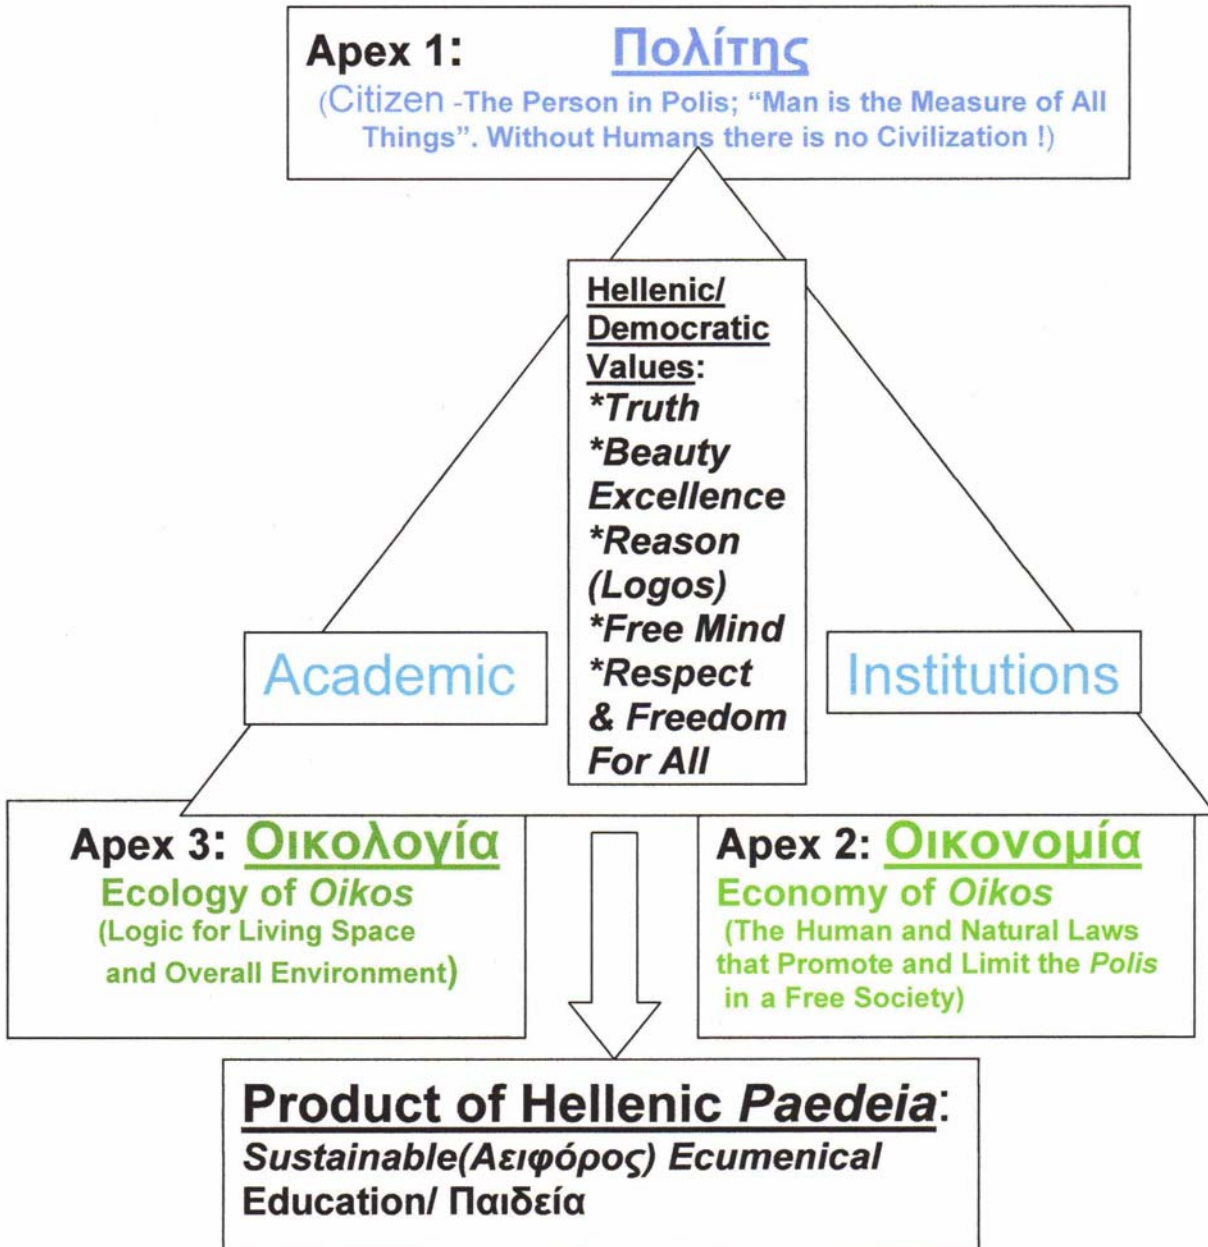 Apex 1: Πολίτης
(Citizen -The Person in Polis; “Man is the Measure of All
Things”. Without Humans there is no Civilization !)
Hellenic/
Democratic
Values:
*Truth
*Beauty
Excellence
*Reason
(Logos)
*Free Mind
*Respect
& Freedom
For All
Academic
Institutions
Apex 3: Οικολογία
Ecology of Oikos
(Logic for Living Space
and Overall Environment)
Apex 2: Οικονομία
Economy of Oikos
(The Human and Natural Laws
that Promote and Limit the Polis
in a Free Society)
Product of Hellenic Paedeia:
Sustainable(Αειφόρος) Ecumenical
Education/ Παιδεία